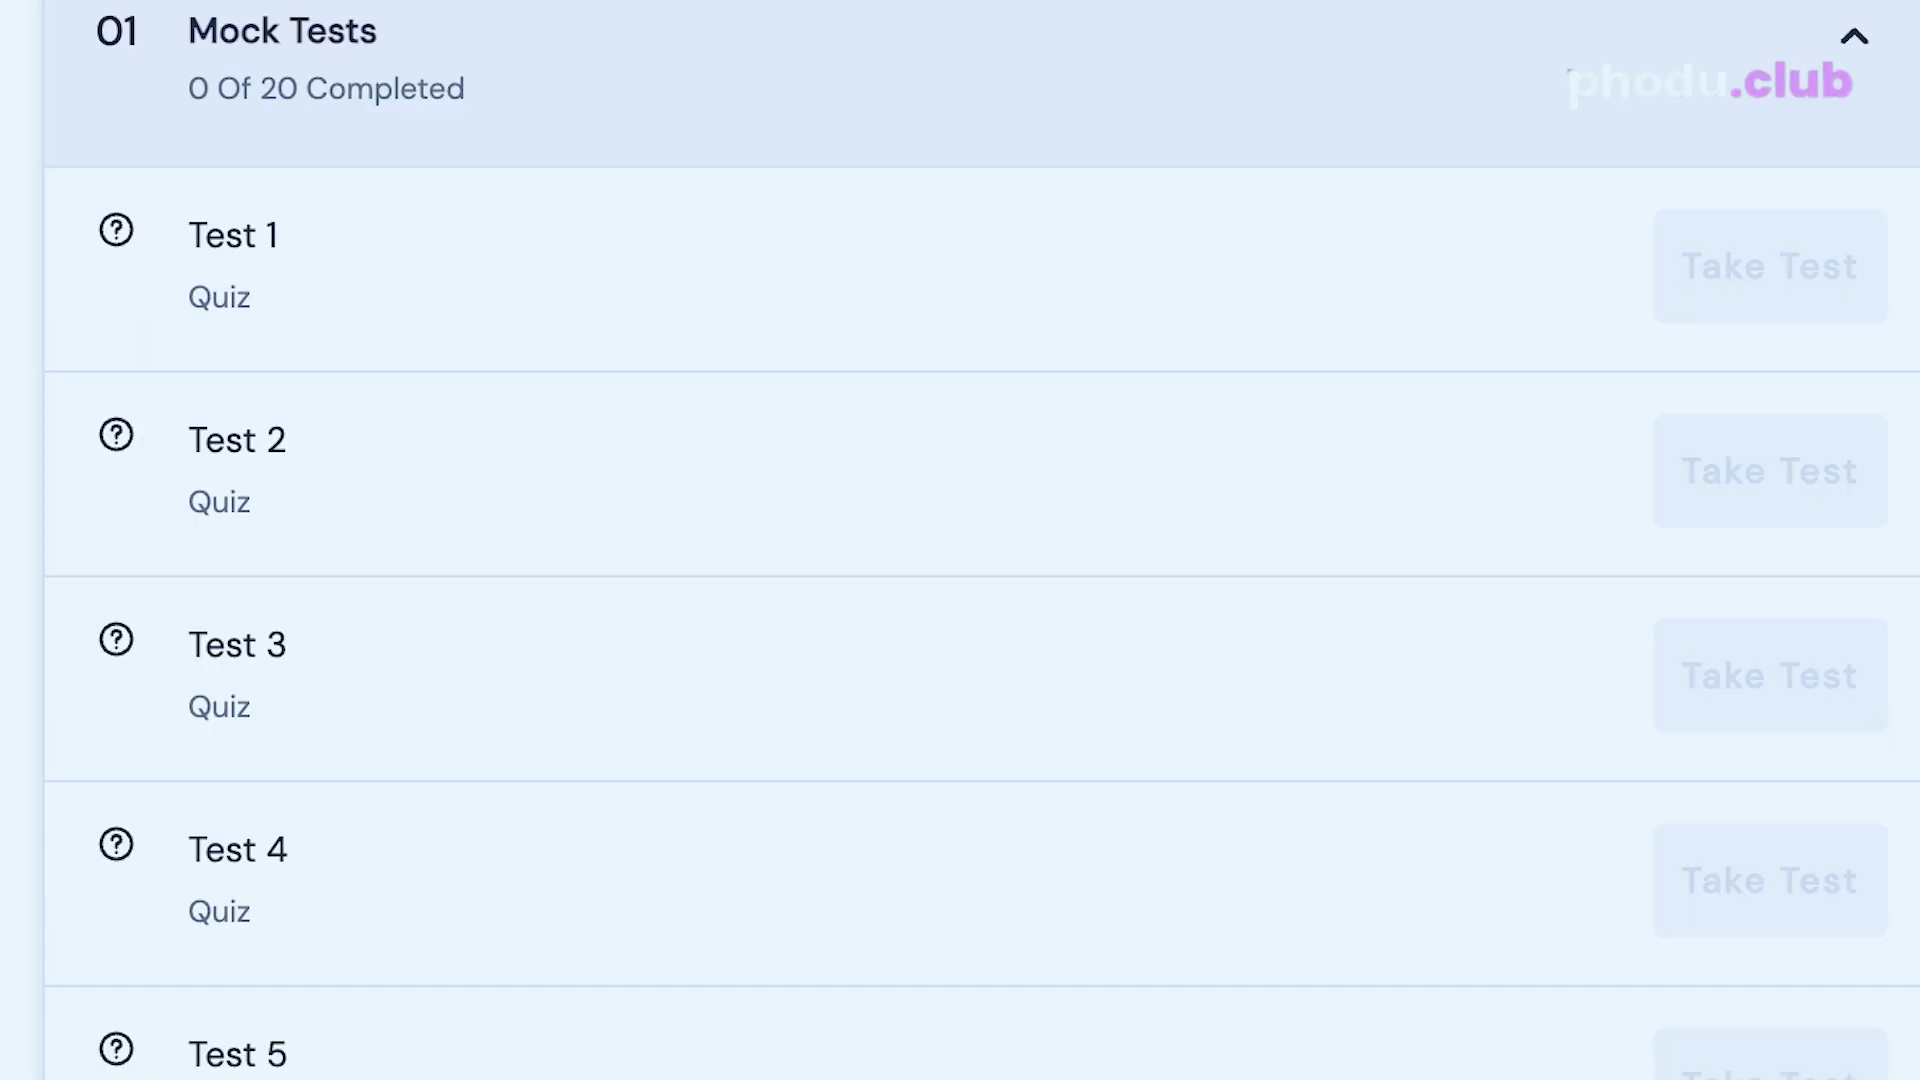 01 Mock Tests
0 Of 20 Completed
phodu.club
Test 1
Quiz
Take Test
Test 2
Quiz
Take Test
Test 3
Quiz
Take Test
Test 4
Quiz
Take Test
Test 5